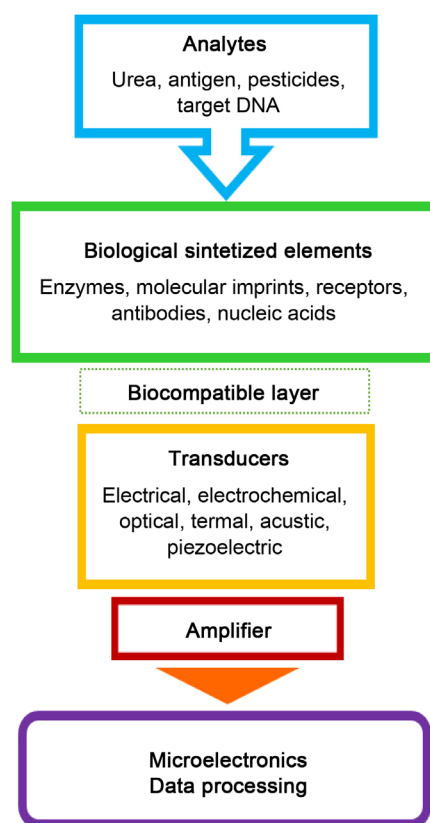 Analytes
Urea, antigen, pesticides,
target DNA
Biological sintetized elements
Enzymes, molecular imprints, receptors,
antibodies, nucleic acids
Biocompatible layer
Transducers
Electrical, electrochemical,
optical, termal, acustic,
piezoelectric
Amplifier
Microelectronics
Data processing